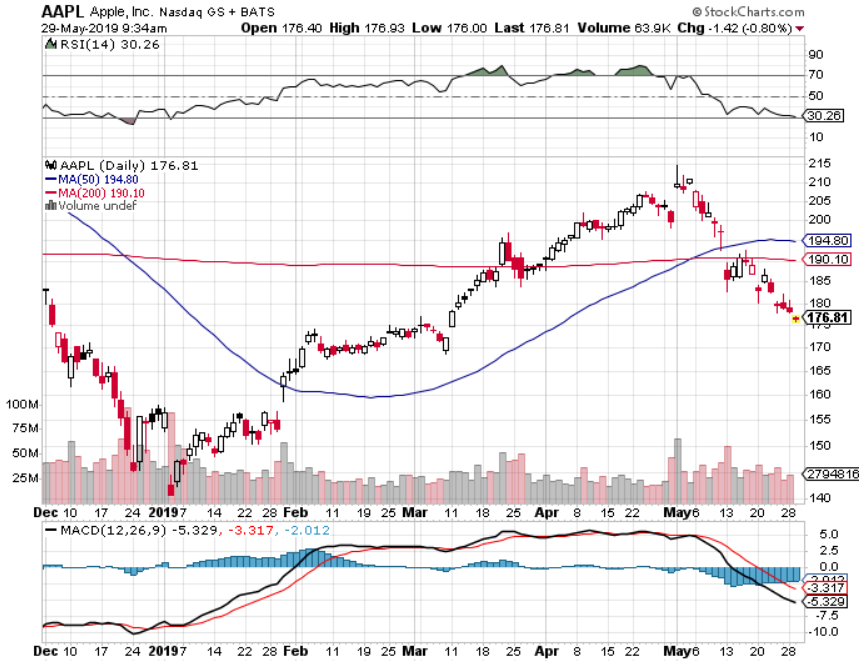 AAPL Apple, Inc. Nasdaq GS + BATS © StockCharts.com
29-May-2019 9:34am Open 176.40 High 176.93 Low 176.00 Last 176.81 Volume 63.9K Chg -1.42 (-0.80%)
RSI(14) 30.26
90
70
50
30.26
10
AAPL (Daily) 176.81
MA(50) 194.80
MA(200) 190.10
Volume undef
215
210
205
200
194.80
190.10
185
180
176.81
175
170
165
160
155
150
140
100M
75M
50M
25M
2794816
Dec 10 17 24 2019 7 14 22 28 Feb 11 19 25 Mar 11 18 25 Apr 8 15 22 May 6 13 20 28
MACD(12,26,9) -5.329, -3.317, -2.012
5.0
2.5
0.0
-2.012
-3.317
-5.329
-7.5
-10.0
Dec 10 17 24 2019 7 14 22 28 Feb 11 19 25 Mar 11 18 25 Apr 8 15 22 May 6 13 20 28